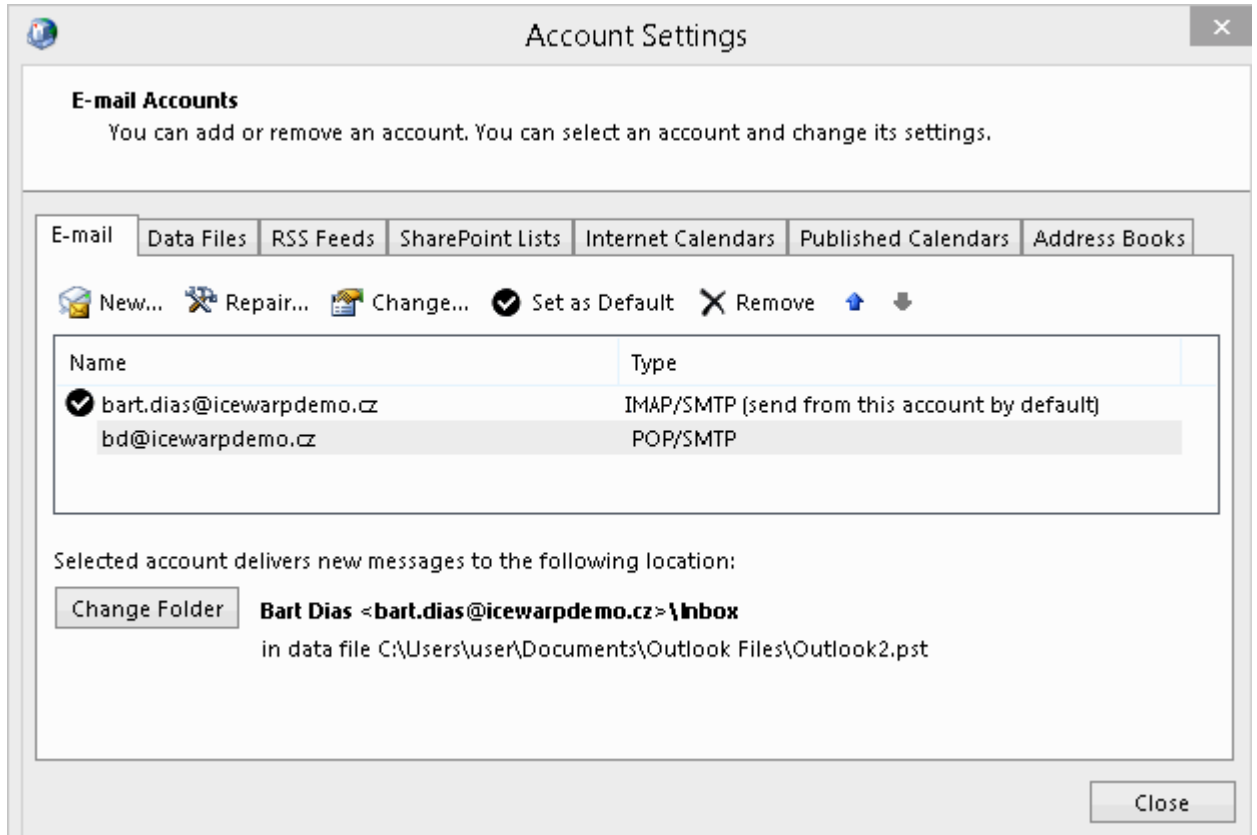 Account Settings
E-mail Accounts
You can add or remove an account. You can select an account and change its settings.
E-mail Data Files RSS Feeds SharePoint Lists Internet Calendars Published Calendars Address Books
New... Repair... Change... Set as Default Remove
Name Type
bart.dias@icewarpdemo.cz IMAP/SMTP (send from this account by default)
bd@icewarpdemo.cz POP/SMTP
Selected account delivers new messages to the following location:
Change Folder Bart Dias <bart.dias@icewarpdemo.cz>\Inbox
in data file C:\Users\user\Documents\Outlook Files\Outlook2.pst
Close